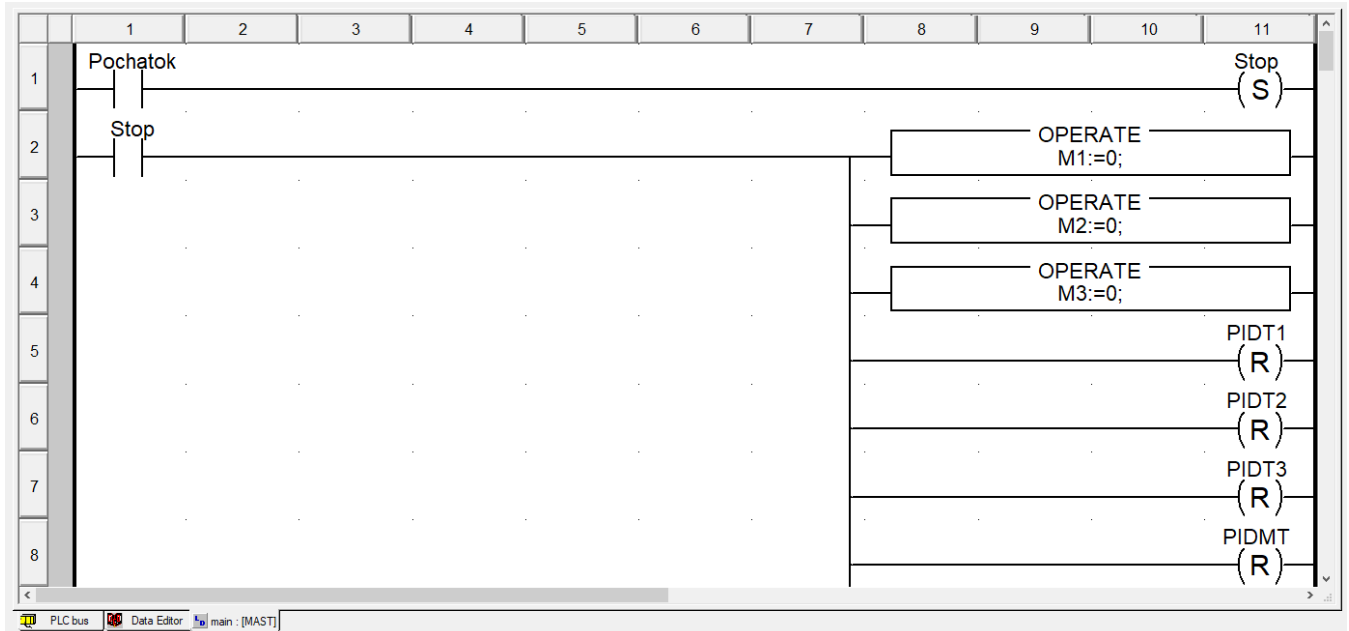 1 2 3 4 5 6 7 8 9 10 11
1
Pochatok
Stop
S
2
Stop
OPERATE
M1:=0;
3
OPERATE
M2:=0;
4
OPERATE
M3:=0;
5
PIDT1
R
6
PIDT2
R
7
PIDT3
R
8
PIDMT
R
PLC bus Data Editor main : [MAST]